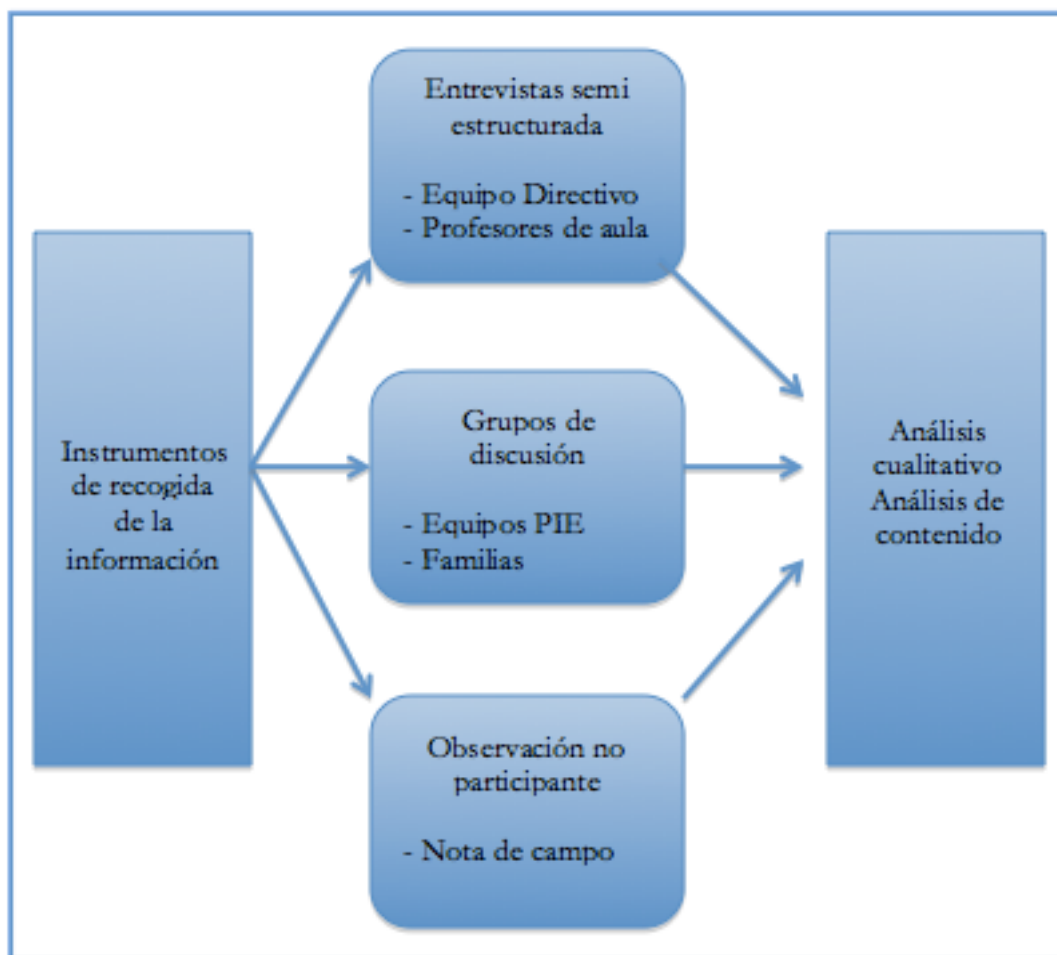 Instrumentos
de recogida
de la
información
Entrevistas semi
estructurada
- Equipo Directivo
- Profesores de aula
Grupos de
discusión
- Equipos PIE
- Familias
Observación no
participante
- Nota de campo
Análisis
cualitativo
Análisis de
contenido